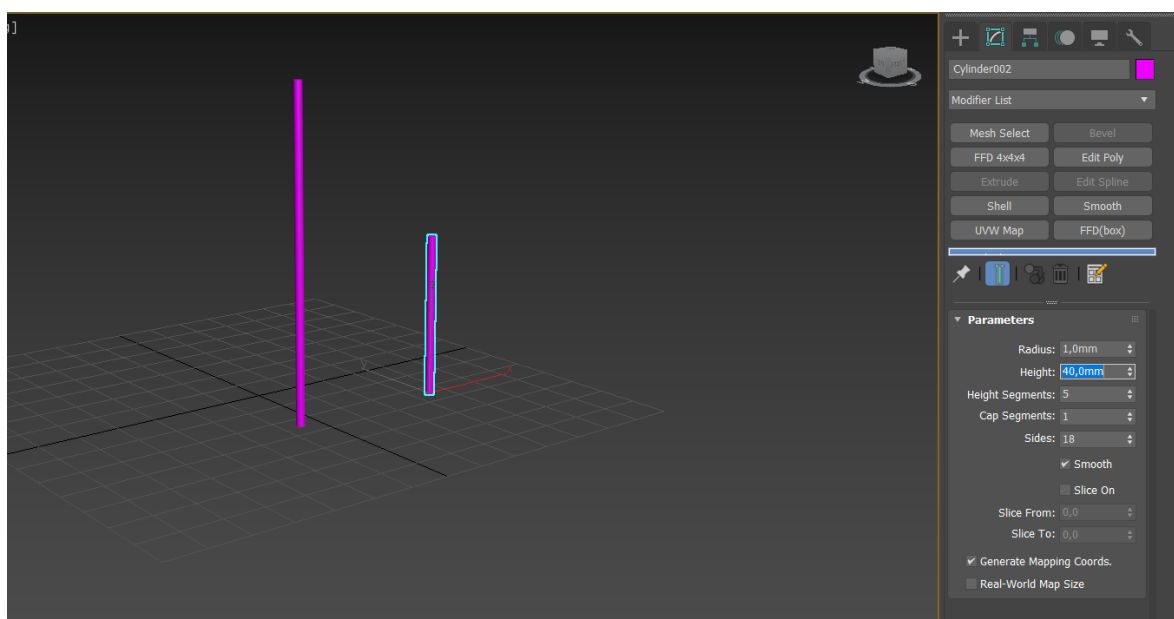 ]
Cylinder002
Modifier List
Mesh Select Bevel
FFD 4x4x4 Edit Poly
Extrude Edit Spline
Shell Smooth
UVW Map FFD(box)
Parameters
Radius: 1,0mm
Height: 40,0mm
Height Segments: 5
Cap Segments: 1
Sides: 18
Smooth
Slice On
Slice From: 0,0
Slice To: 0,0
Generate Mapping Coords.
Real-World Map Size